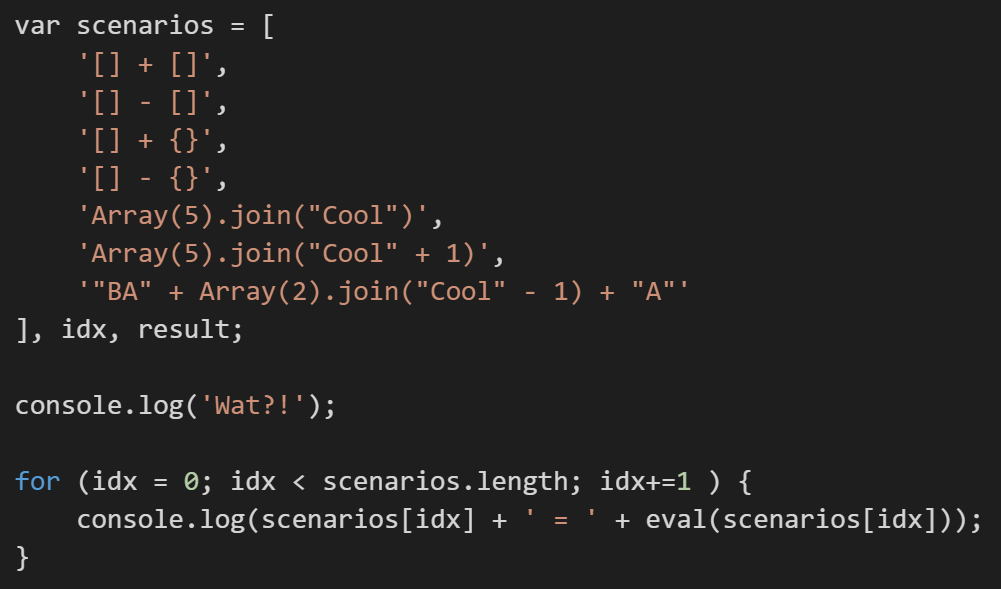 var scenarios = [
    '[] + []',
    '[] - []',
    '[] + {}',
    '[] - {}',
    'Array(5).join("Cool")',
    'Array(5).join("Cool" + 1)',
    '"BA" + Array(2).join("Cool" - 1) + "A"'
], idx, result;

console.log('Wat?!');

for (idx = 0; idx < scenarios.length; idx+=1 ) {
    console.log(scenarios[idx] + ' = ' + eval(scenarios[idx]));
}